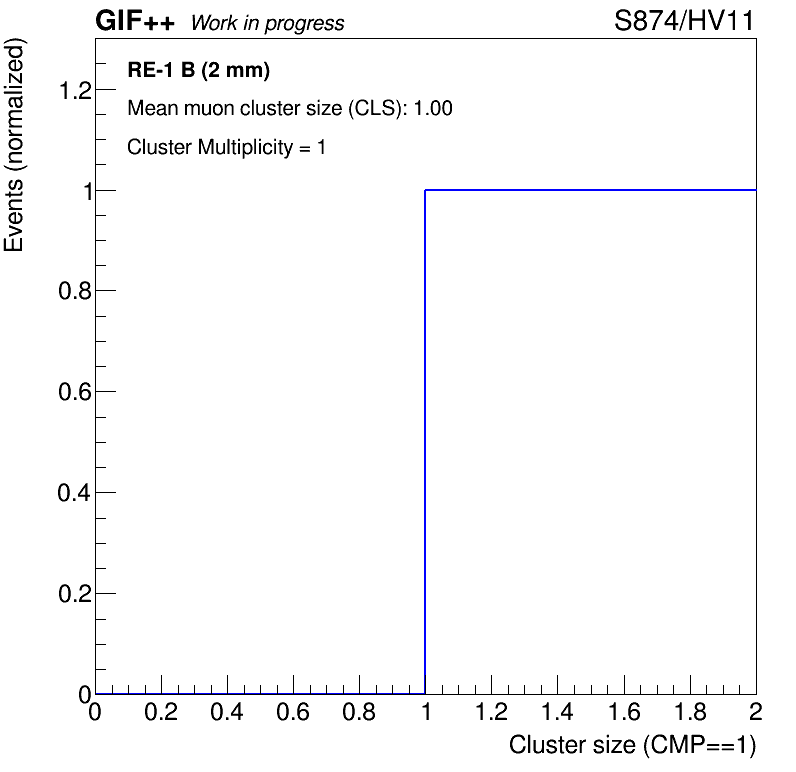 GIF++ Work in progress S874/HV11
Events (normalized)
RE-1 B (2 mm)
Mean muon cluster size (CLS): 1.00
Cluster Multiplicity = 1
1.2
1
0.8
0.6
0.4
0.2
0
0 0.2 0.4 0.6 0.8 1 1.2 1.4 1.6 1.8 2
Cluster size (CMP==1)